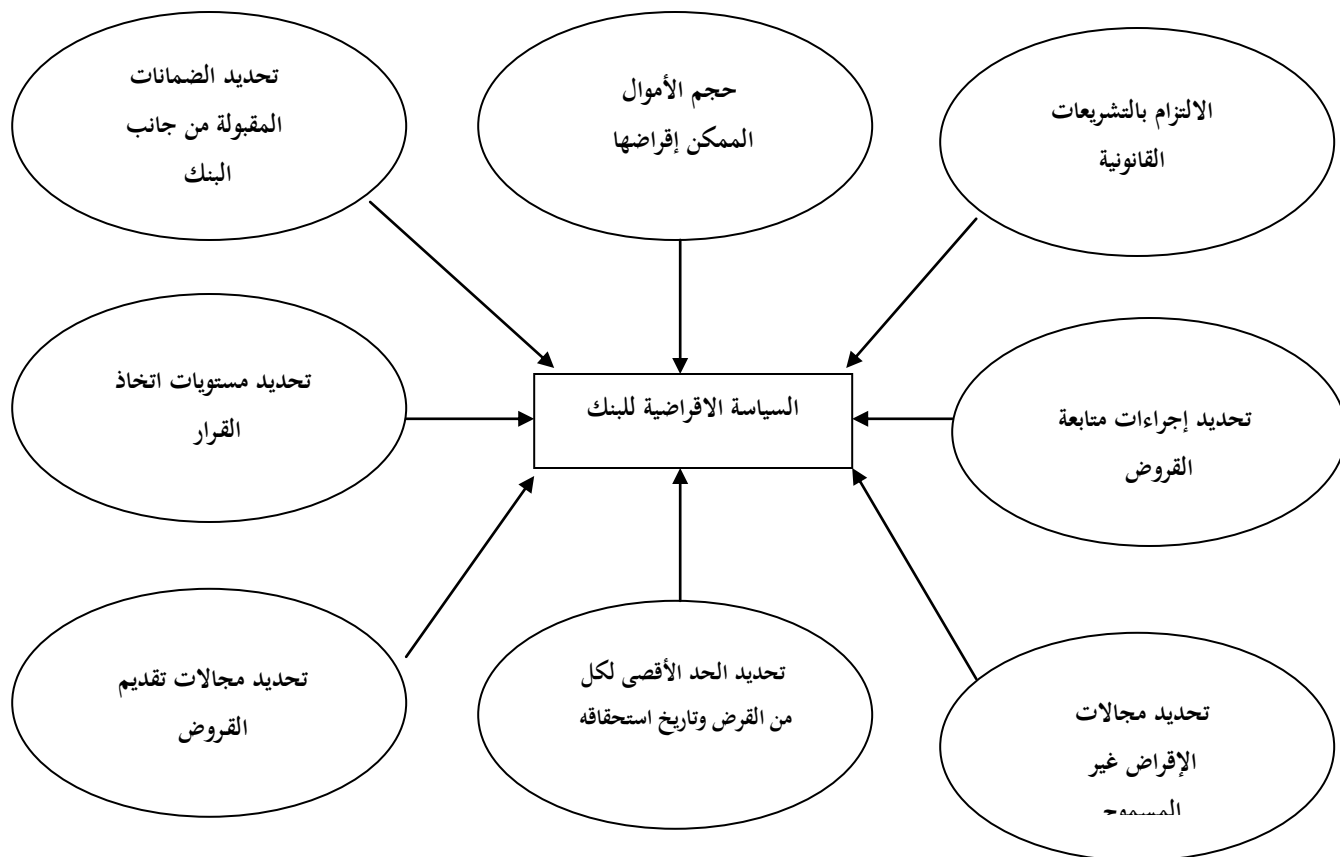 تحديد الضمانات
المقبولة من جانب
البنك
حجم الأموال
الممكن إقراضها
الالتزام بالتشريعات
القانونية
تحديد مستويات اتخاذ
القرار
السياسة الاقراضية للبنك
تحديد إجراءات متابعة
القروض
تحديد مجالات تقديم
القروض
تحديد الحد الأقصى لكل
من القرض وتاريخ استحقاقه
تحديد مجالات
الإقراض غير